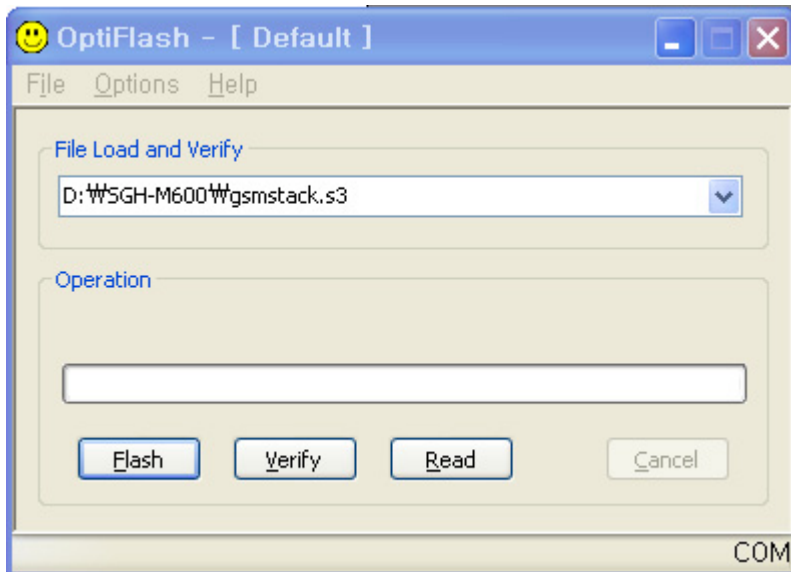 OptiFlash - [ Default ]
File Options Help
File Load and Verify
D:₩SGH-M600₩gsmstack.s3
Operation
Flash Verify Read Cancel
COM